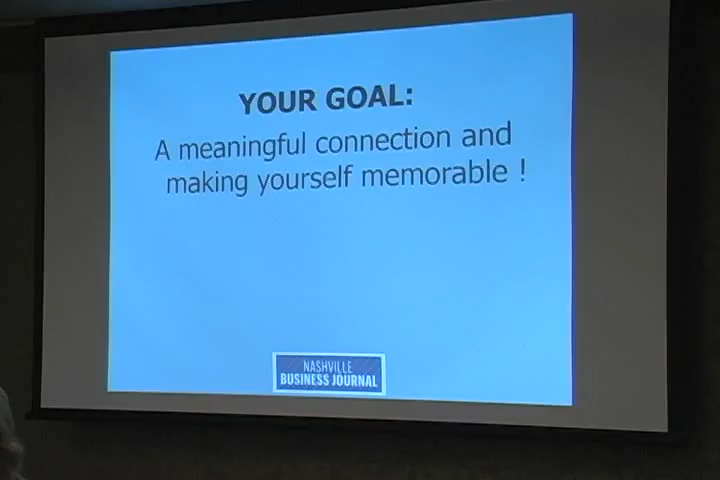 YOUR GOAL:
A meaningful connection and
making yourself memorable !
NASHVILLE
BUSINESS JOURNAL